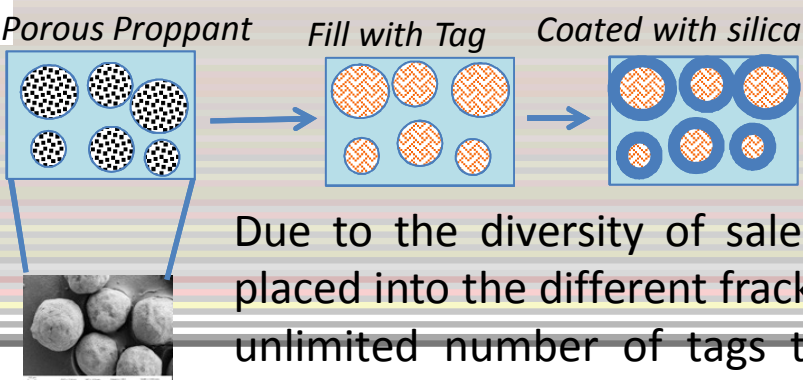 Porous Proppant
Fill with Tag
Coated with silica
Due to the diversity of sale
placed into the different frack
unlimited number of tags t